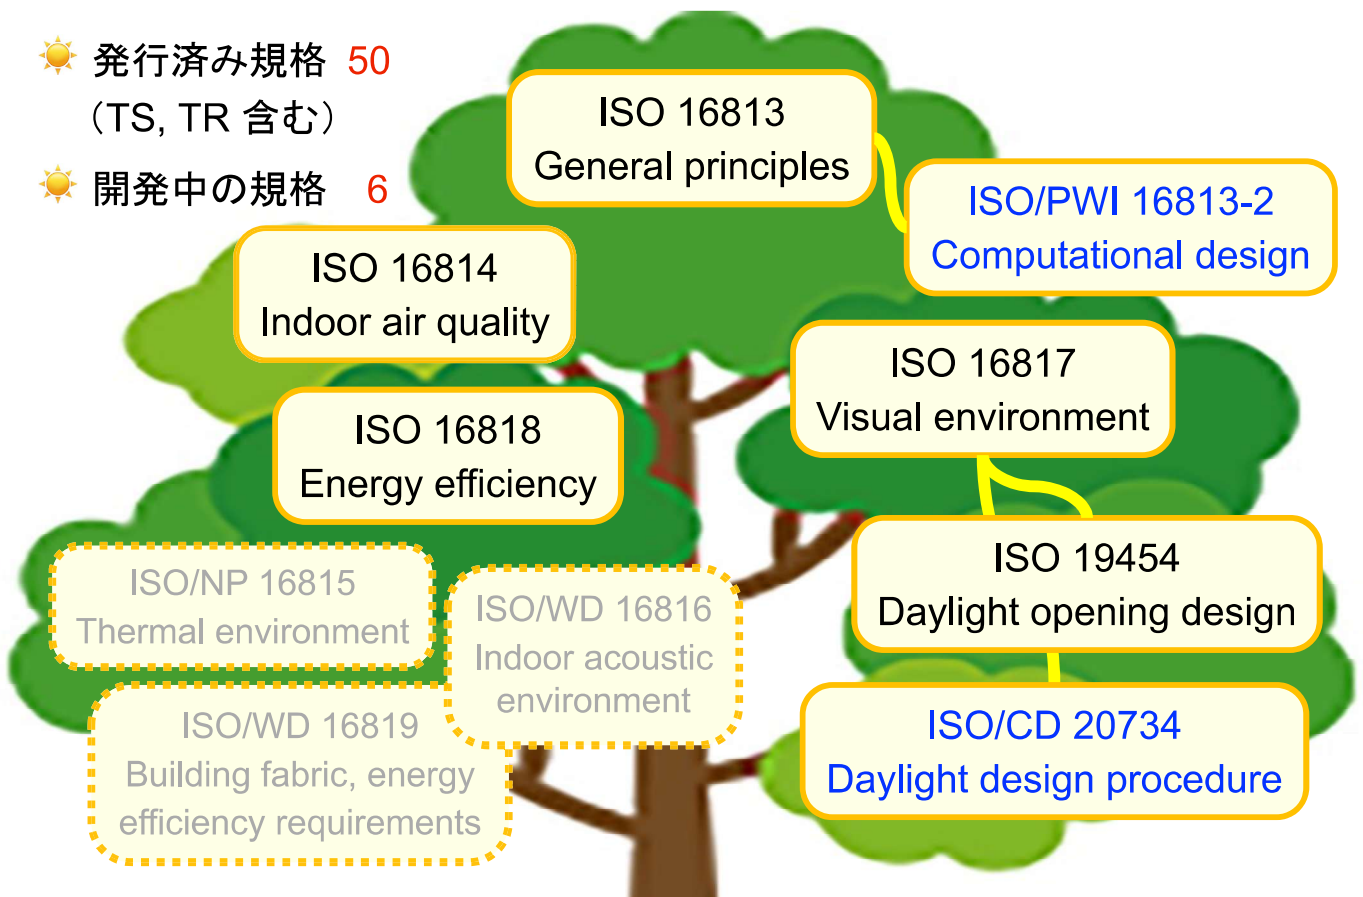 発行済み規格 50
（TS, TR 含む）
開発中の規格 6
ISO 16813
General principles
ISO/PWI 16813-2
Computational design
ISO 16814
Indoor air quality
ISO 16817
Visual environment
ISO 16818
Energy efficiency
ISO 19454
Daylight opening design
ISO/NP 16815
Thermal environment
ISO/WD 16816
Indoor acoustic
environment
ISO/WD 16819
Building fabric, energy
efficiency requirements
ISO/CD 20734
Daylight design procedure